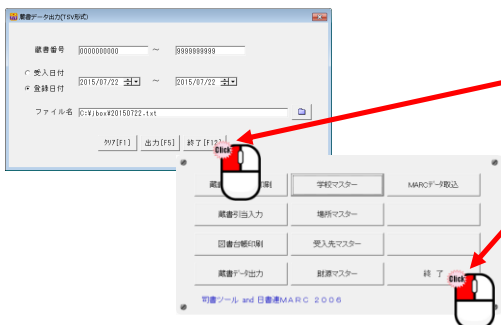 蔵書データ出力(TSV形式)
蔵書番号 0000000000 ～ 9999999999
受入日付
登録日付
2015/07/22 ～ 2015/07/22
ファイル名 C:¥jbox¥20150722.txt
ｸﾘｱ[F1] 出力[F5] 終了[F12]
Click
学校マスター MARCﾃﾞｰﾀ取込
蔵書引当入力 場所マスター
図書台帳印刷 受入先マスター
蔵書ﾃﾞｰﾀ出力 財源マスター 終 了
Click
司書ツール and 日書連MARC 2006